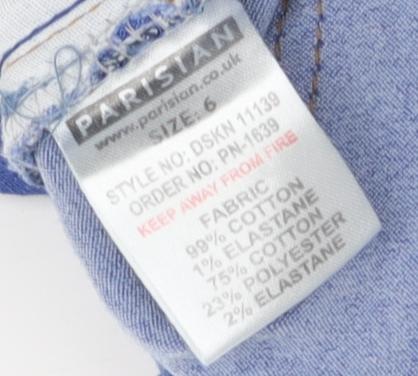 PARISIAN
www.parisian.co.uk
SIZE: 6
STYLE NO: DSKN 11139
ORDER NO: PN-1639
KEEP AWAY FROM FIRE
FABRIC
99% COTTON
1% ELASTANE
75% COTTON
23% POLYESTER
2% ELASTANE